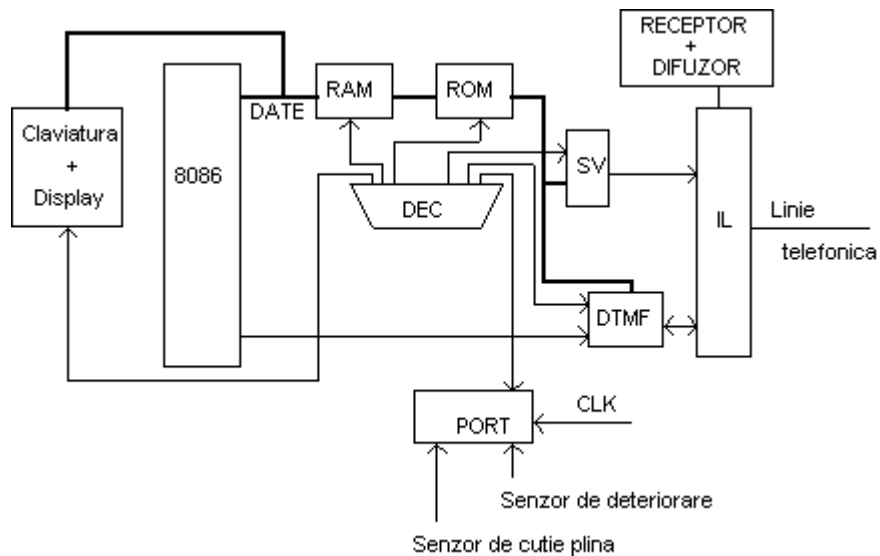 RECEPTOR
+
DIFUZOR
RAM
ROM
DATE
Claviatura
+
Display
8086
SV
DEC
IL
Linie
telefonica
DTMF
CLK
PORT
Senzor de deteriorare
Senzor de cutie plina